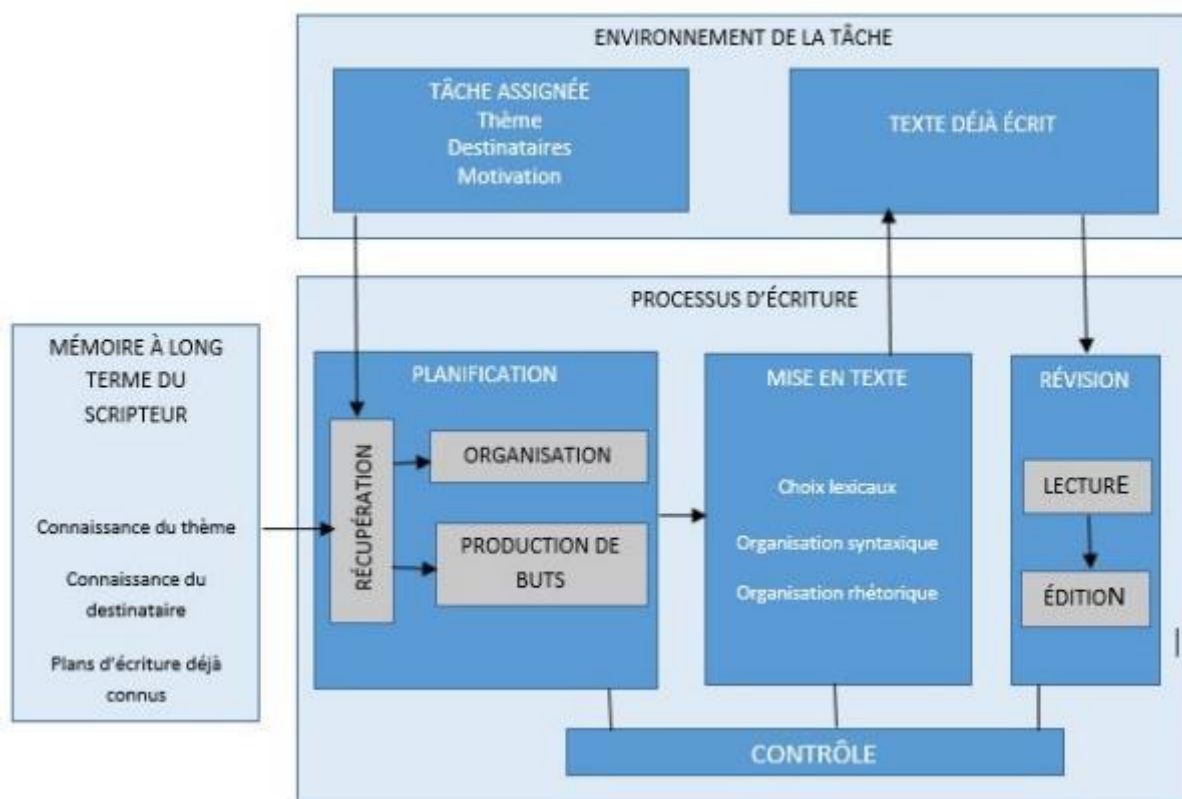 ENVIRONNEMENT DE LA TÂCHE
TÂCHE ASSIGNÉE
Thème
Destinataires
Motivation
TEXTE DÉJÀ ÉCRIT
PROCESSUS D'ÉCRITURE
MÉMOIRE À LONG
TERME DU
SCRIPTEUR
Connaissance du thème
Connaissance du
destinataire
Plans d'écriture déjà
connus
PLANIFICATION
RÉCUPÉRATION
ORGANISATION
PRODUCTION DE
BUTS
MISE EN TEXTE
Choix lexicaux
Organisation syntaxique
Organisation rhétorique
RÉVISION
LECTURE
ÉDITION
CONTRÔLE